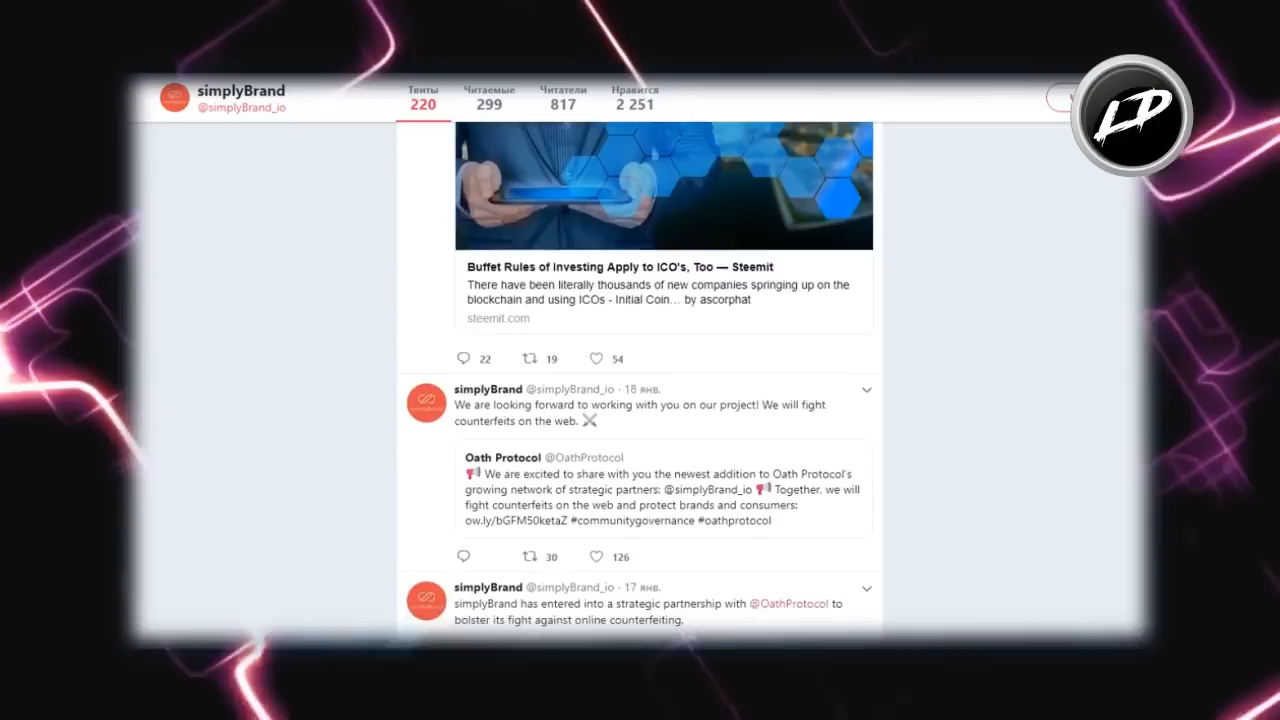 simplyBrand
@simplyBrand_io
Твиты
220
Читаемые
299
Читатели
817
Нравится
2 251
LP
Buffet Rules of Investing Apply to ICO's, Too — Steemit
There have been literally thousands of new companies springing up on the
blockchain and using ICOs - Initial Coin... by ascorphat
steemit.com
22
19
54
simplyBrand @simplyBrand_io · 18 янв.
We are looking forward to working with you on our project! We will fight
counterfeits on the web. ⚔
Oath Protocol @OathProtocol
📢 We are excited to share with you the newest addition to Oath Protocol's
growing network of strategic partners: @simplyBrand_io 📢 Together, we will
fight counterfeits on the web and protect brands and consumers:
ow.ly/bGFM50ketaZ #communitygovernance #oathprotocol
30
126
simplyBrand @simplyBrand_io · 17 янв.
simplyBrand has entered into a strategic partnership with @OathProtocol to
bolster its fight against online counterfeiting.